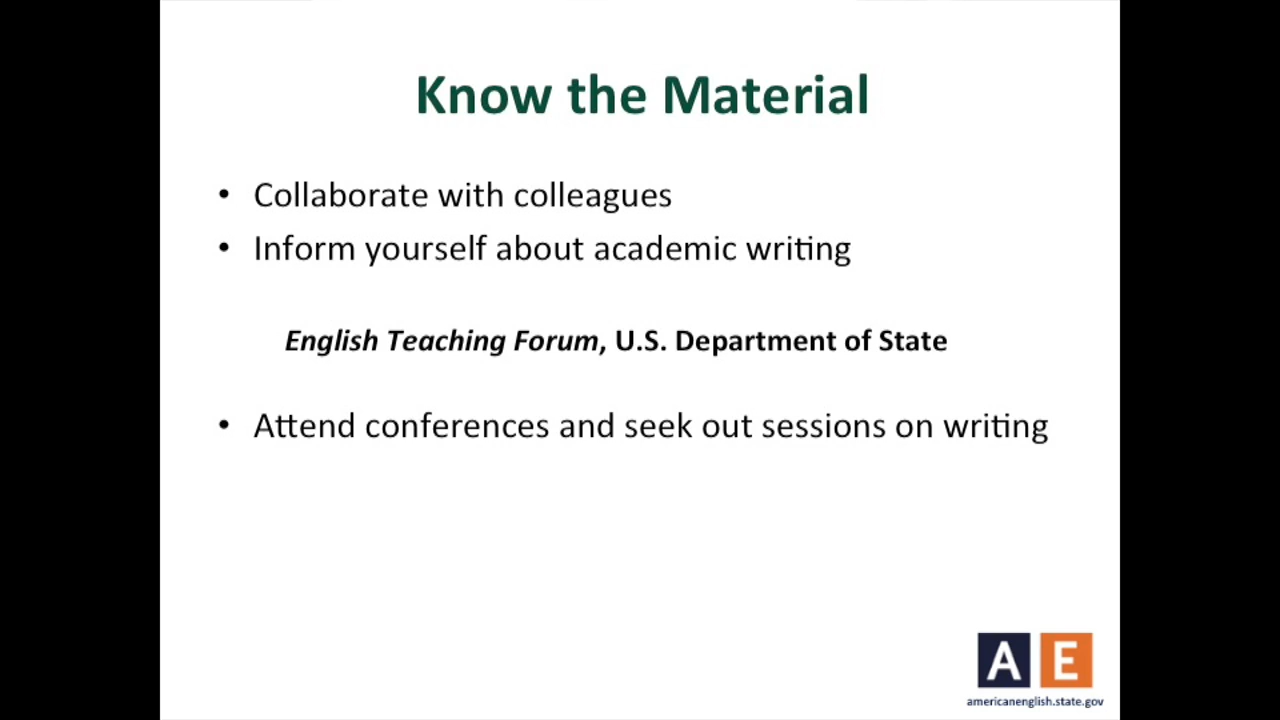 Know the Material
• Collaborate with colleagues
• Inform yourself about academic writing
English Teaching Forum, U.S. Department of State
• Attend conferences and seek out sessions on writing
A E
americanenglish.state.gov